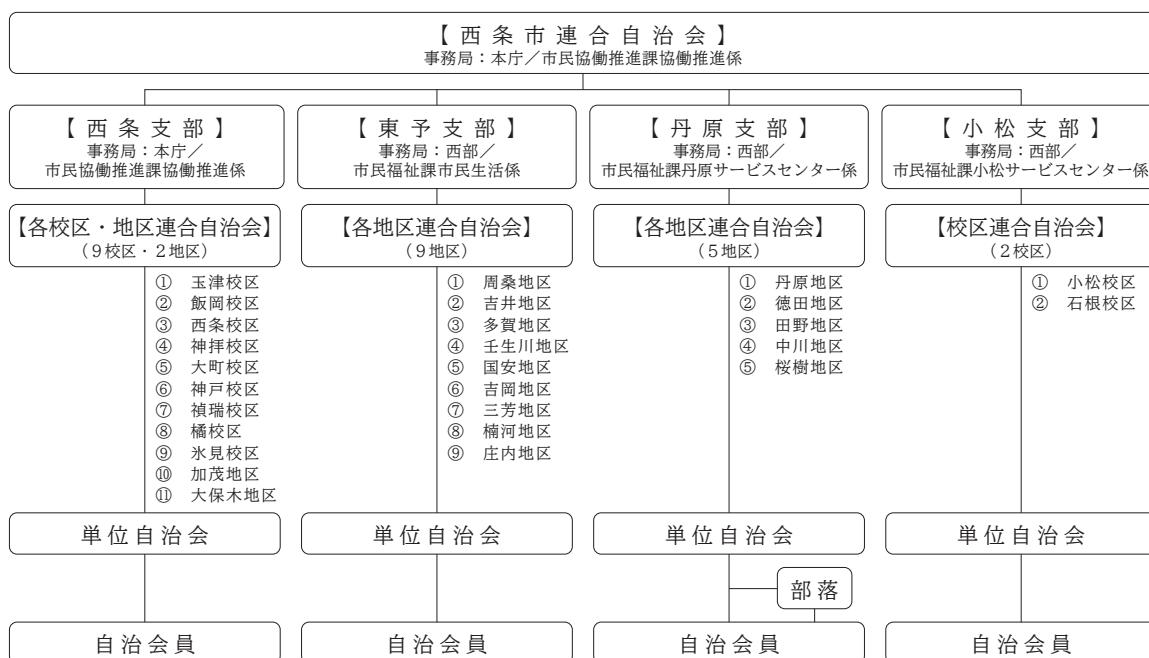 【西条市連合自治会】
事務局：本庁／市民協働推進課協働推進係
【西条支部】
事務局：本庁／
市民協働推進課協働推進係
【東予支部】
事務局：西部／
市民福祉課市民生活係
【丹原支部】
事務局：西部／
市民福祉課丹原サービスセンター係
【小松支部】
事務局：西部／
市民福祉課小松サービスセンター係
【各校区・地区連合自治会】
（9校区・2地区）
① 玉津校区
② 飯岡校区
③ 西条校区
④ 神拝校区
⑤ 大町校区
⑥ 神戸校区
⑦ 禎瑞校区
⑧ 橘校区
⑨ 氷見校区
⑩ 加茂地区
⑪ 大保木地区
【各地区連合自治会】
（9地区）
① 周桑地区
② 吉井地区
③ 多賀地区
④ 壬生川地区
⑤ 国安地区
⑥ 吉岡地区
⑦ 三芳地区
⑧ 楠河地区
⑨ 庄内地区
【各地区連合自治会】
（5地区）
① 丹原地区
② 徳田地区
③ 田野地区
④ 中川地区
⑤ 桜樹地区
【校区連合自治会】
（2校区）
① 小松校区
② 石根校区
単位自治会
単位自治会
単位自治会
単位自治会
部落
自治会員
自治会員
自治会員
自治会員